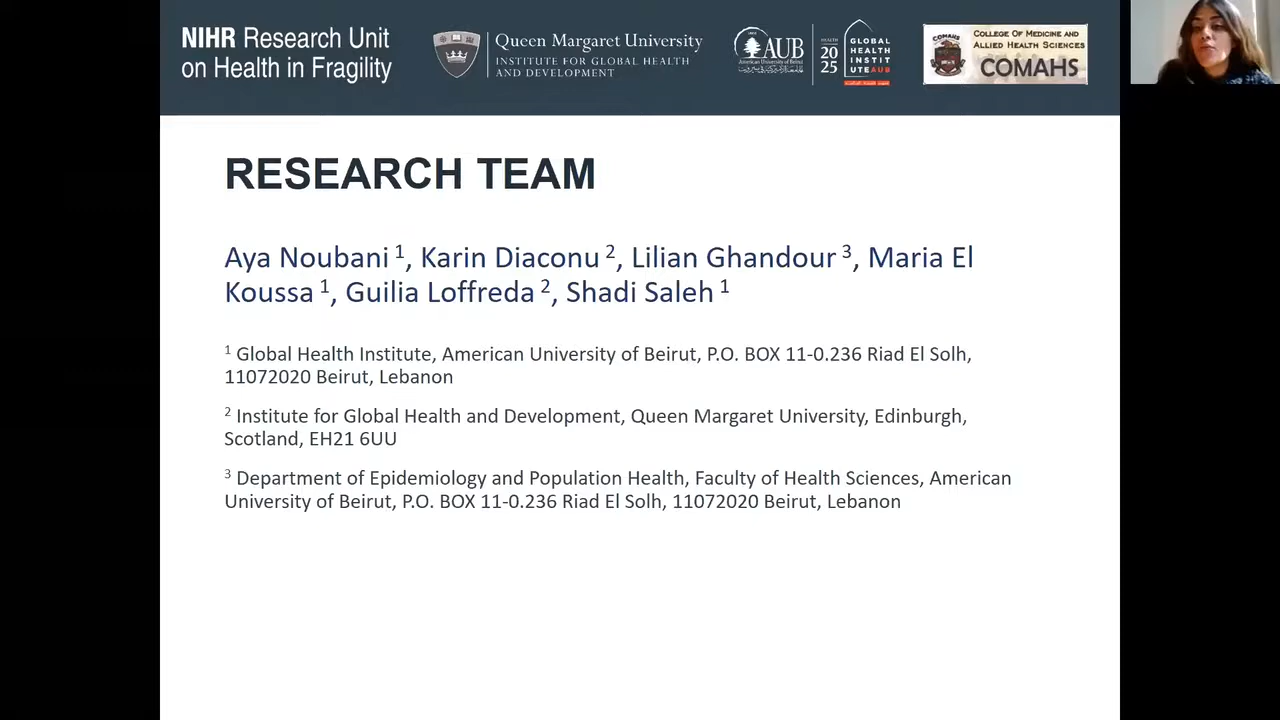 NIHR Research Unit
on Health in Fragility
Queen Margaret University
INSTITUTE FOR GLOBAL HEALTH
AND DEVELOPMENT
AUB
American University of Beirut
HEALTH
20
25
GLOBAL
HEALTH
INSTIT
UTEAUB
COMAHS
COLLEGE OF MEDICINE AND
ALLIED HEALTH SCIENCES
COMAHS
RESEARCH TEAM
Aya Noubani ¹, Karin Diaconu ², Lilian Ghandour ³, Maria El
Koussa ¹, Guilia Loffreda ², Shadi Saleh ¹
¹ Global Health Institute, American University of Beirut, P.O. BOX 11-0.236 Riad El Solh,
11072020 Beirut, Lebanon
² Institute for Global Health and Development, Queen Margaret University, Edinburgh,
Scotland, EH21 6UU
³ Department of Epidemiology and Population Health, Faculty of Health Sciences, American
University of Beirut, P.O. BOX 11-0.236 Riad El Solh, 11072020 Beirut, Lebanon